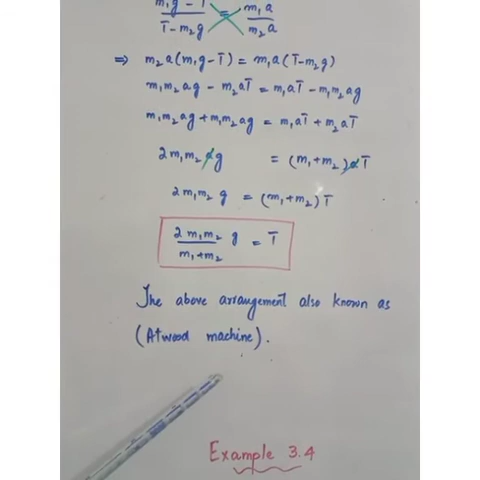 m₁g - T / T - m₂g = m₁a / m₂a
⇒ m₂a(m₁g-T) = m₁a(T-m₂g)
m₁m₂ag - m₂aT = m₁aT - m₁m₂ag
m₁m₂ag + m₁m₂ag = m₁aT + m₂aT
2m₁m₂ag = (m₁+m₂)aT
2m₁m₂g = (m₁+m₂)T
2m₁m₂ / m₁+m₂ g = T
The above arrangement also known as
(Atwood machine).
Example 3.4